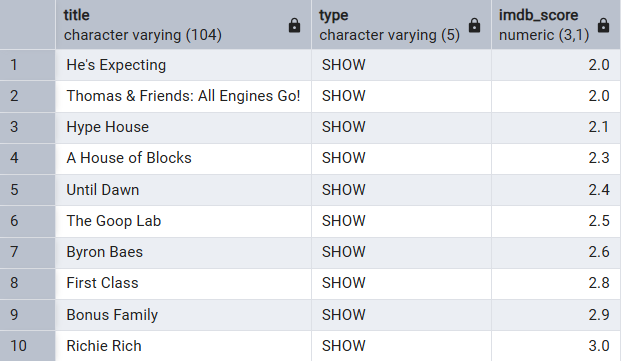 title type imdb_score
character varying (104) character varying (5) numeric (3,1)
1 He's Expecting SHOW 2.0
2 Thomas & Friends: All Engines Go! SHOW 2.0
3 Hype House SHOW 2.1
4 A House of Blocks SHOW 2.3
5 Until Dawn SHOW 2.4
6 The Goop Lab SHOW 2.5
7 Byron Baes SHOW 2.6
8 First Class SHOW 2.8
9 Bonus Family SHOW 2.9
10 Richie Rich SHOW 3.0